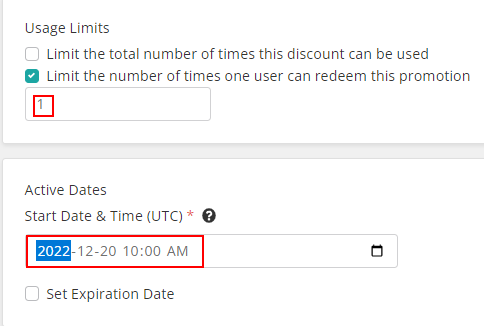 Usage Limits
Limit the total number of times this discount can be used
Limit the number of times one user can redeem this promotion
1
Active Dates
Start Date & Time (UTC) * ?
2022-12-20 10:00 AM
Set Expiration Date